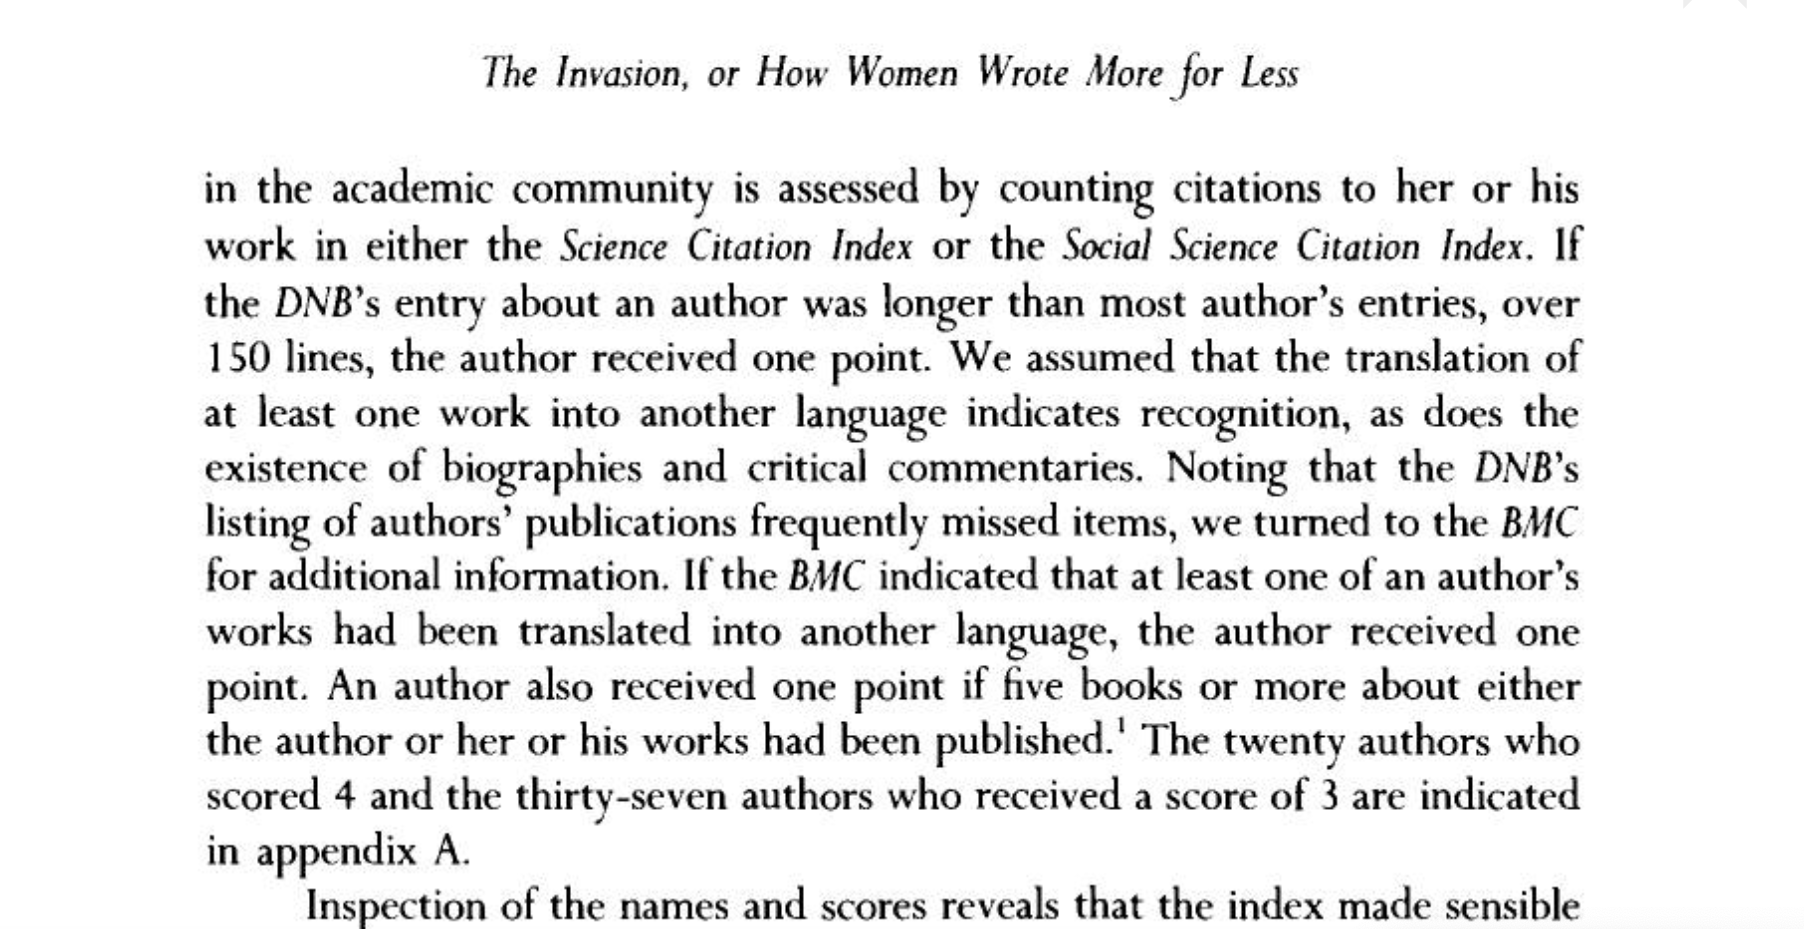 The Invasion, or How Women Wrote More for Less
in the academic community is assessed by counting citations to her or his
work in either the Science Citation Index or the Social Science Citation Index. If
the DNB's entry about an author was longer than most author's entries, over
150 lines, the author received one point. We assumed that the translation of
at least one work into another language indicates recognition, as does the
existence of biographies and critical commentaries. Noting that the DNB's
listing of authors' publications frequently missed items, we turned to the BMC
for additional information. If the BMC indicated that at least one of an author's
works had been translated into another language, the author received one
point. An author also received one point if five books or more about either
the author or her or his works had been published.¹ The twenty authors who
scored 4 and the thirty-seven authors who received a score of 3 are indicated
in appendix A.
Inspection of the names and scores reveals that the index made sensible